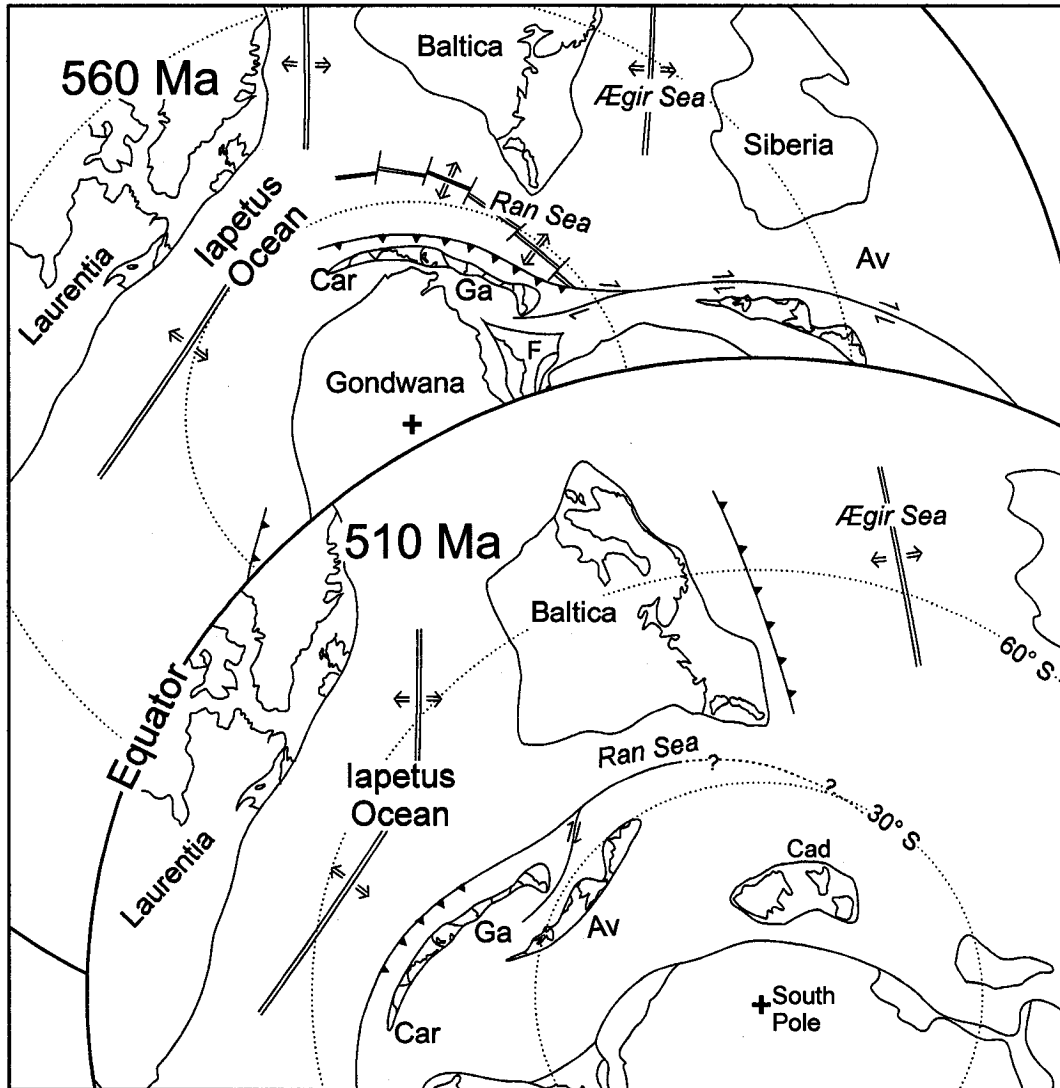 560 Ma
Baltica
Ægir Sea
Siberia
Iapetus
Ocean
Laurentia
Ran Sea
Car
Ga
Av
F
Gondwana
510 Ma
Ægir Sea
Baltica
60° S
Equator
Ran Sea
?
?
30° S
Iapetus
Ocean
Laurentia
Cad
Ga
Av
Car
South
Pole